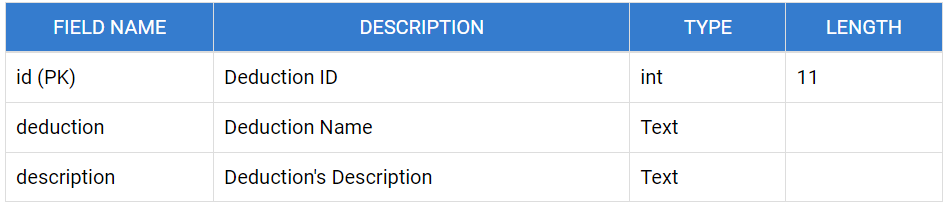 FIELD NAME DESCRIPTION TYPE LENGTH
id (PK) Deduction ID int 11
deduction Deduction Name Text
description Deduction's Description Text